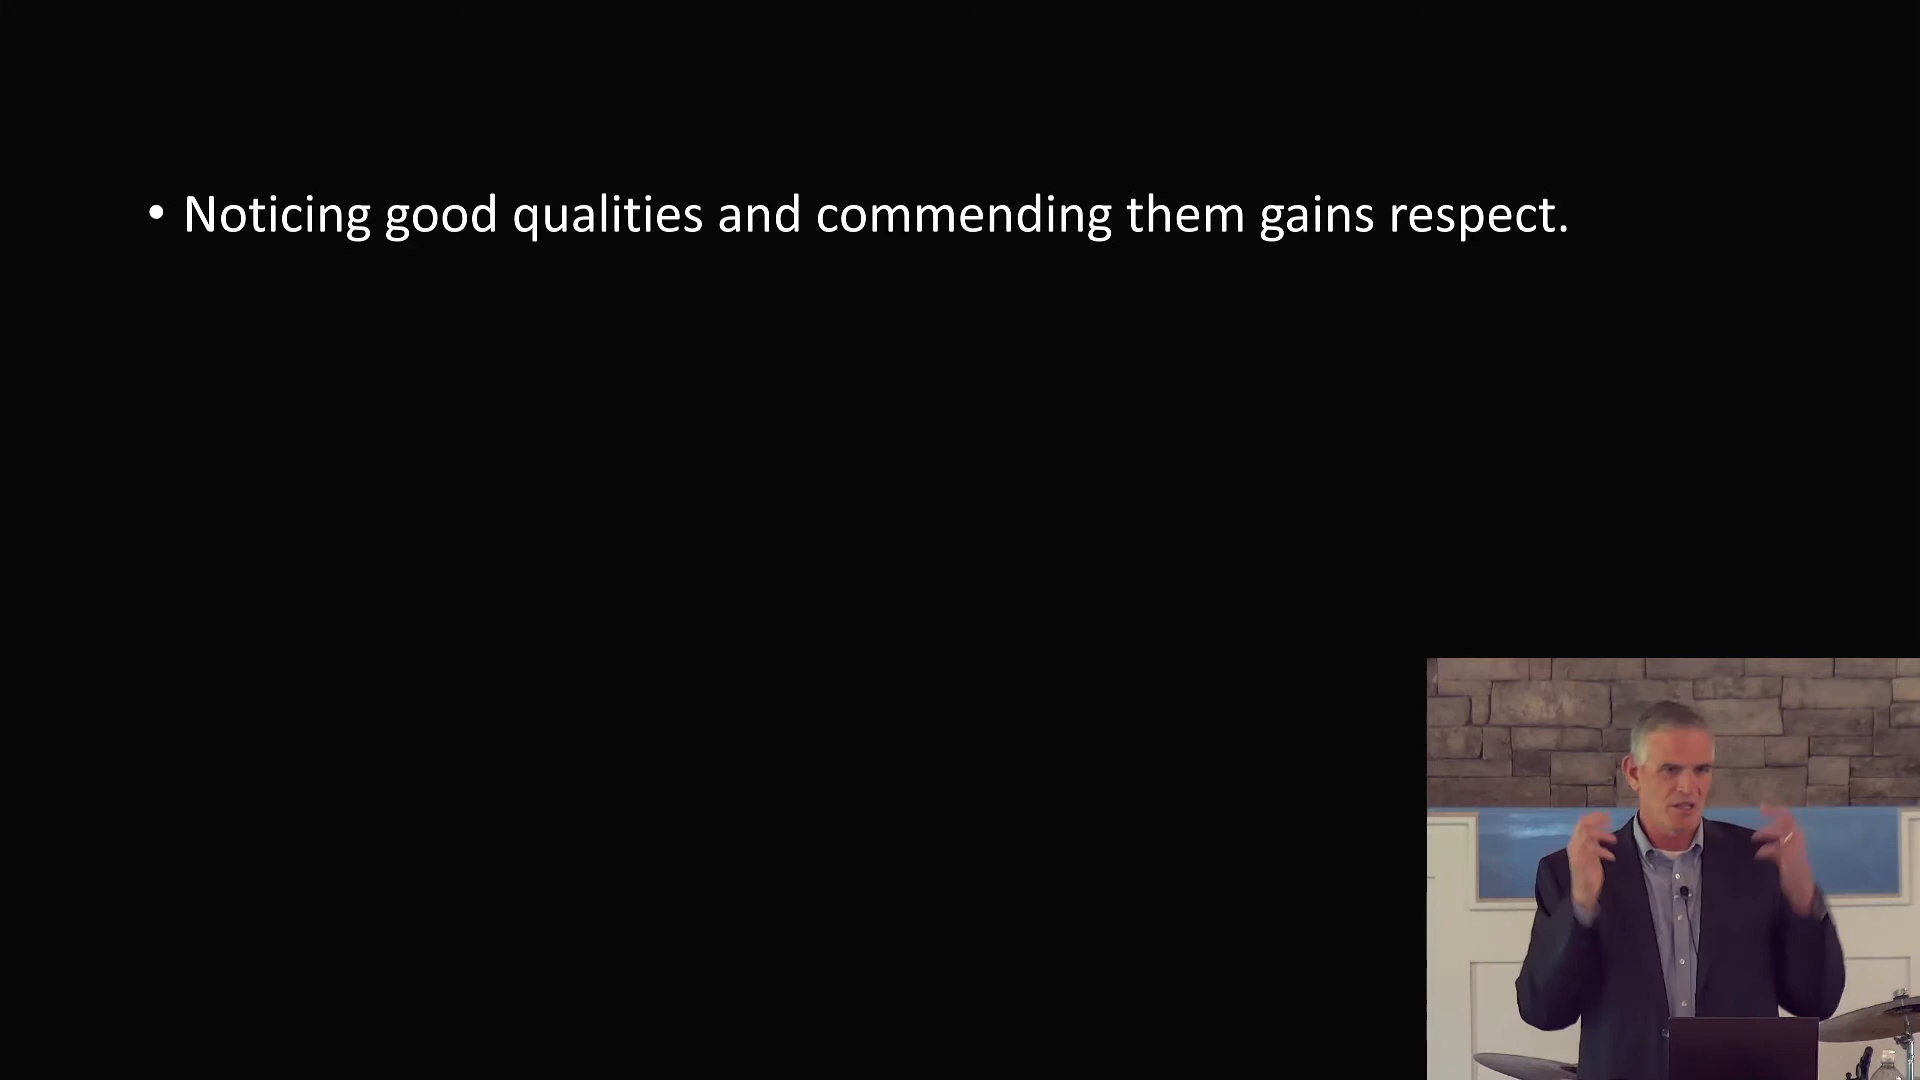 • Noticing good qualities and commending them gains respect.